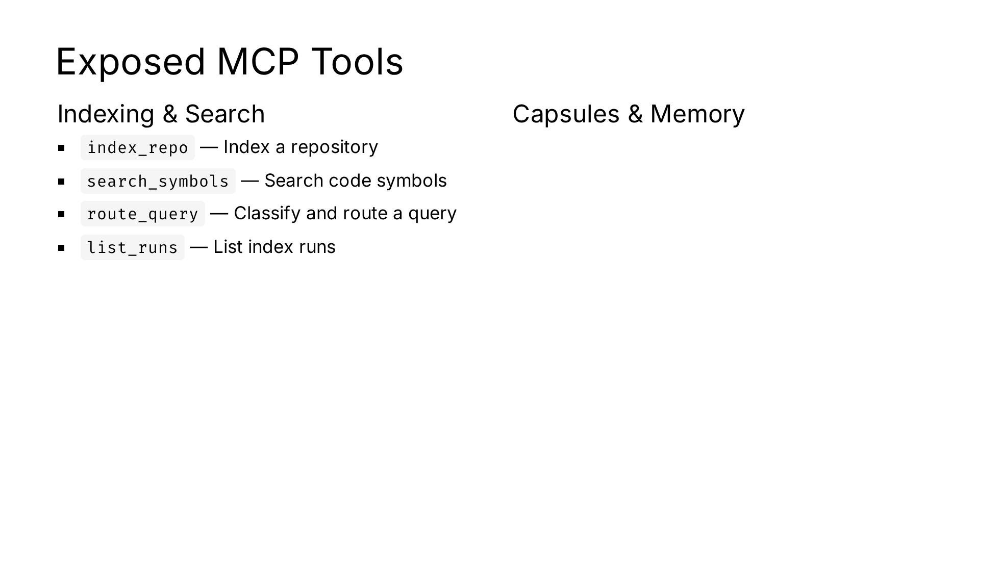 Exposed MCP Tools
Indexing & Search
▪ index_repo — Index a repository
▪ search_symbols — Search code symbols
▪ route_query — Classify and route a query
▪ list_runs — List index runs
Capsules & Memory